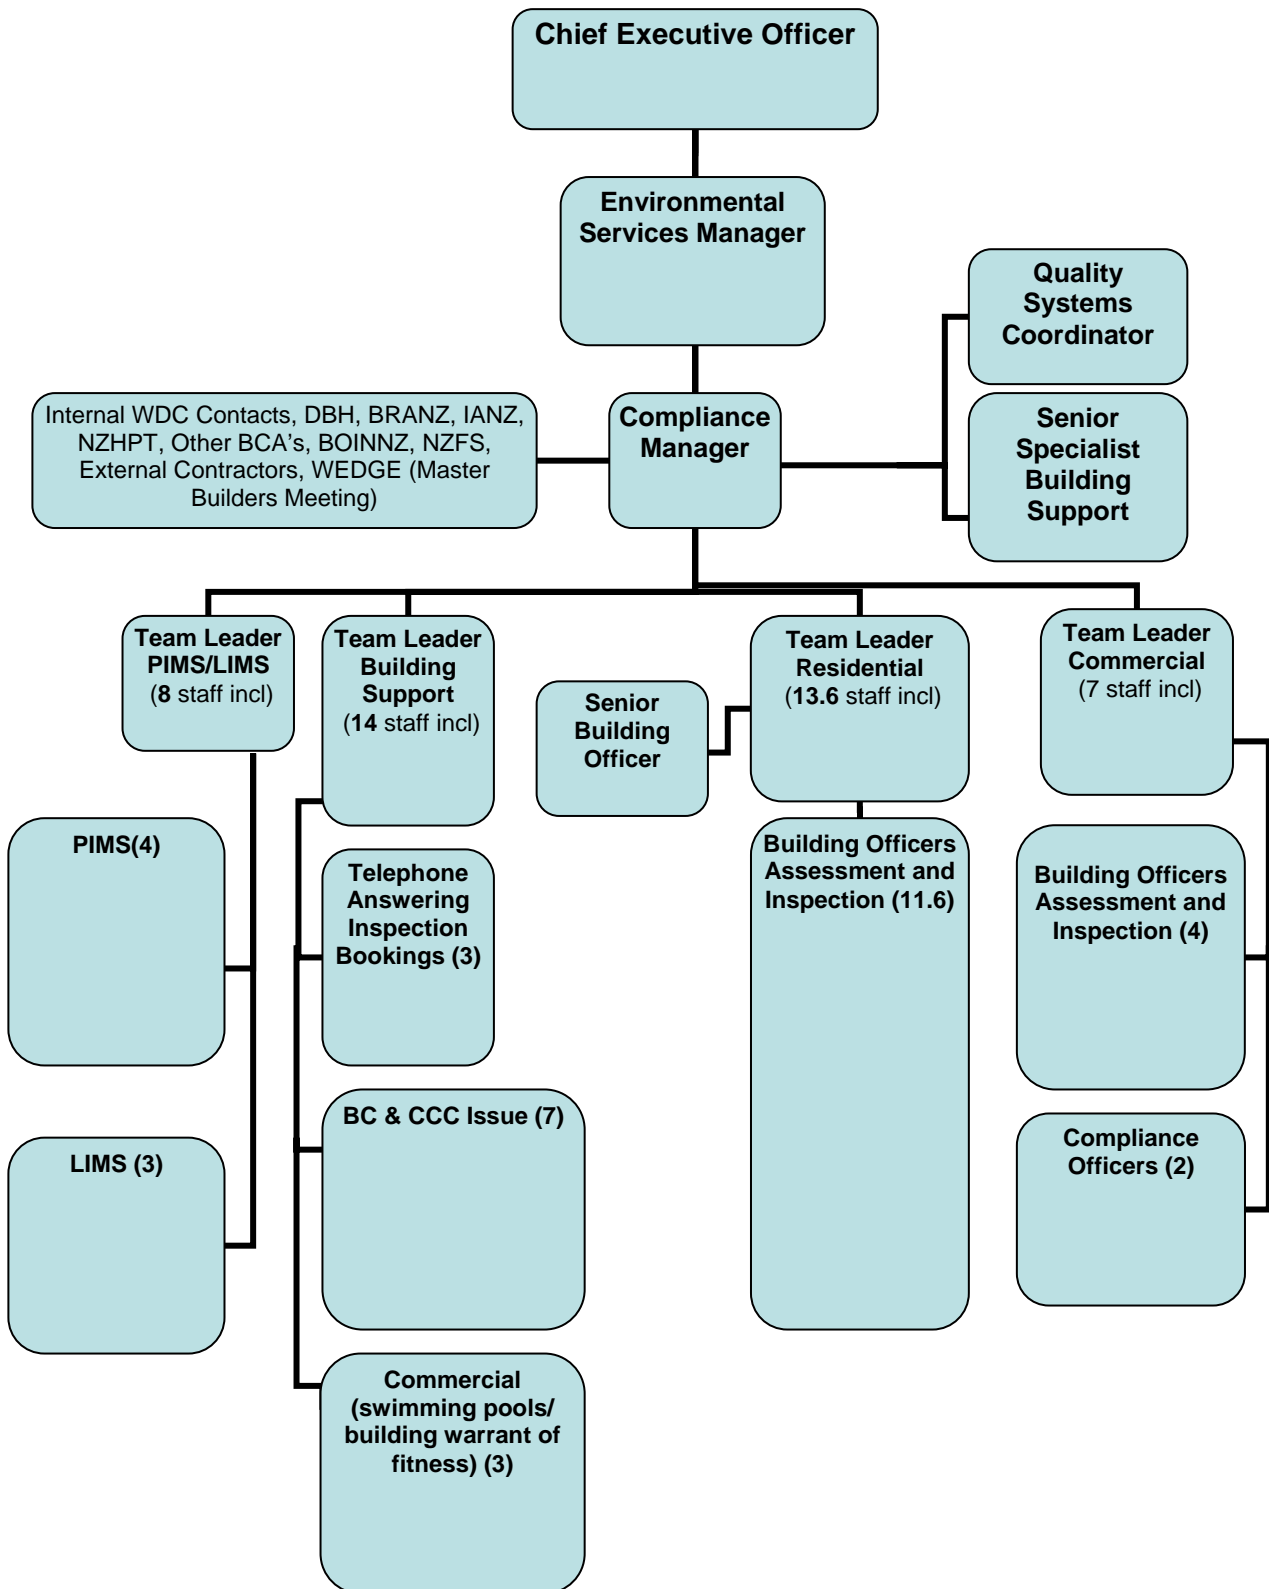 Chief Executive Officer
Environmental
Services Manager
Quality
Systems
Coordinator
Internal WDC Contacts, DBH, BRANZ, IANZ,
NZHPT, Other BCA's, BOINNZ, NZFS,
External Contractors, WEDGE (Master
Builders Meeting)
Compliance
Manager
Senior
Specialist
Building
Support
Team Leader
PIMS/LIMS
(8 staff incl)
Team Leader
Building
Support
(14 staff incl)
Senior
Building
Officer
Team Leader
Residential
(13.6 staff incl)
Team Leader
Commercial
(7 staff incl)
PIMS(4)
Telephone
Answering
Inspection
Bookings (3)
Building Officers
Assessment and
Inspection (11.6)
Building Officers
Assessment and
Inspection (4)
LIMS (3)
BC & CCC Issue (7)
Compliance
Officers (2)
Commercial
(swimming pools/
building warrant of
fitness) (3)